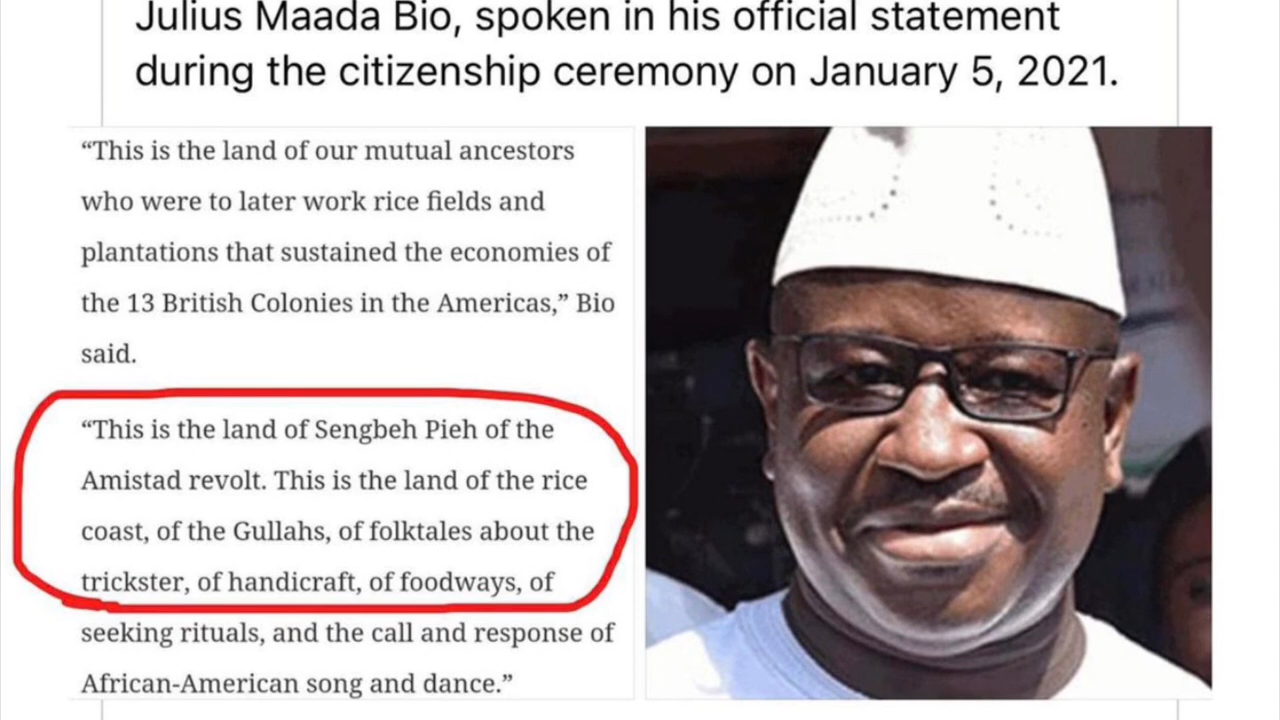 Julius Maada Bio, spoken in his official statement
during the citizenship ceremony on January 5, 2021.
“This is the land of our mutual ancestors
who were to later work rice fields and
plantations that sustained the economies of
the 13 British Colonies in the Americas,” Bio
said.
“This is the land of Sengbeh Pieh of the
Amistad revolt. This is the land of the rice
coast, of the Gullahs, of folktales about the
trickster, of handicraft, of foodways, of
seeking rituals, and the call and response of
African-American song and dance.”